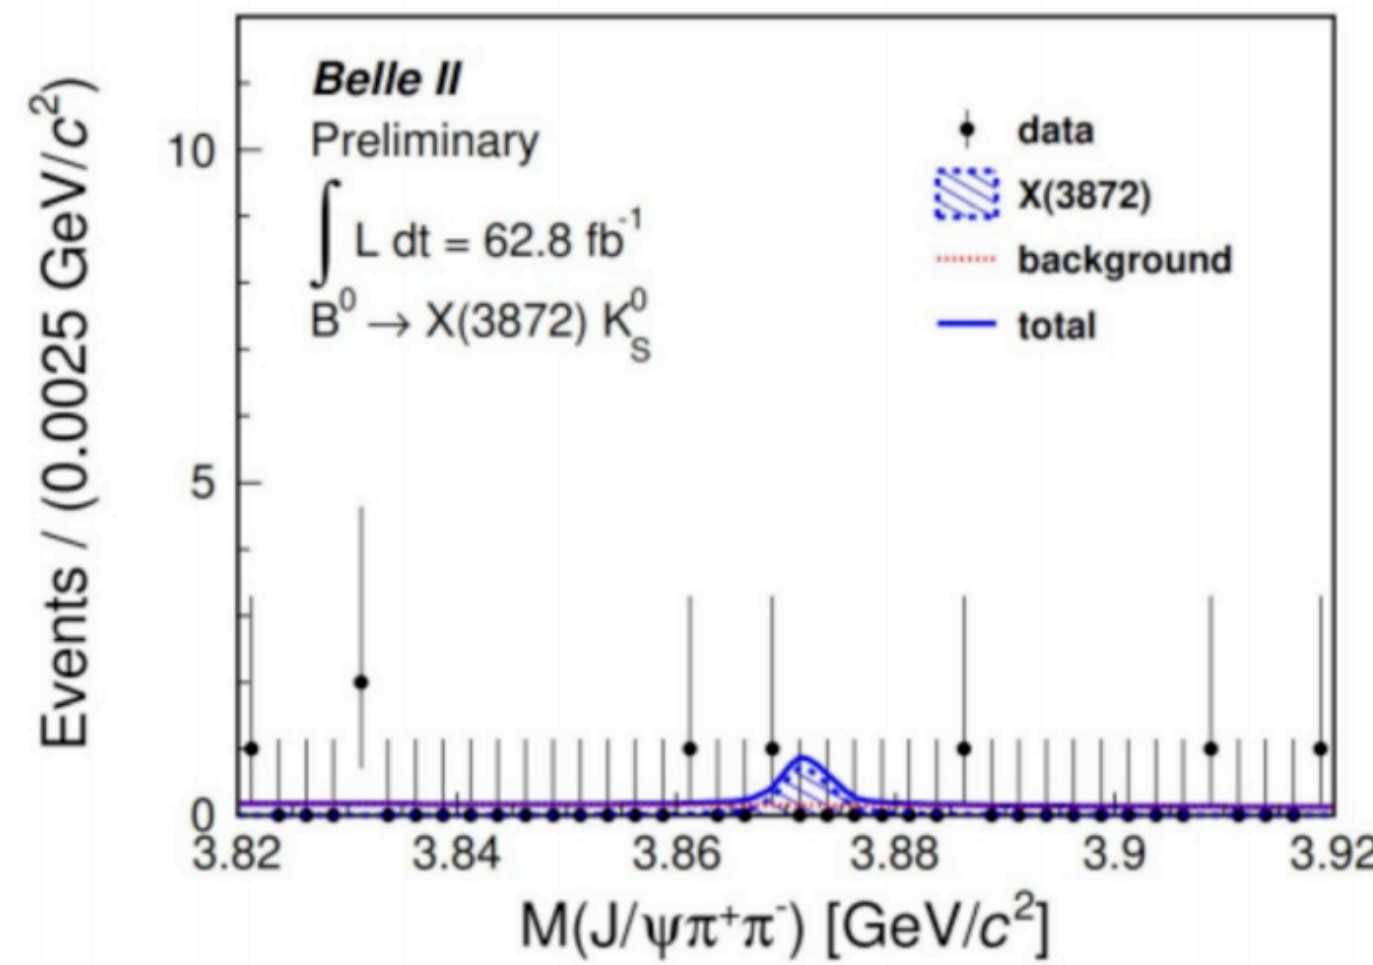 Belle II
Preliminary
∫ L dt = 62.8 fb⁻¹
B⁰ → X(3872) K⁰S
data
X(3872)
background
total
Events / (0.0025 GeV/c²)
10
5
0
3.82 3.84 3.86 3.88 3.9 3.92
M(J/ψπ⁺π⁻) [GeV/c²]